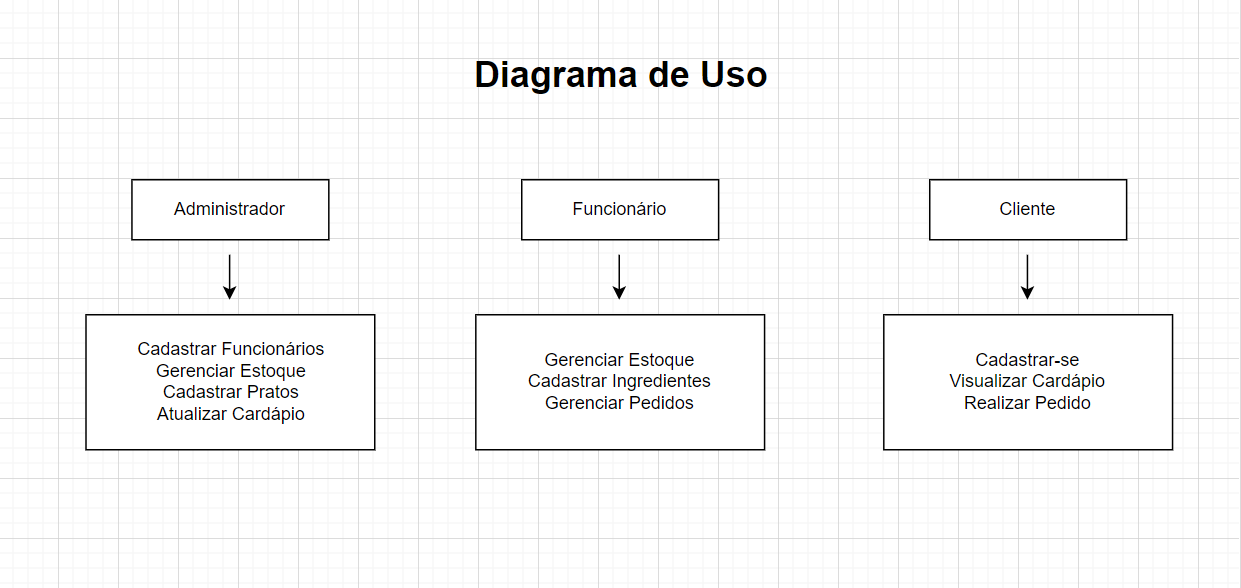 Diagrama de Uso
Administrador
Funcionário
Cliente
Cadastrar Funcionários
Gerenciar Estoque
Cadastrar Pratos
Atualizar Cardápio
Gerenciar Estoque
Cadastrar Ingredientes
Gerenciar Pedidos
Cadastrar-se
Visualizar Cardápio
Realizar Pedido